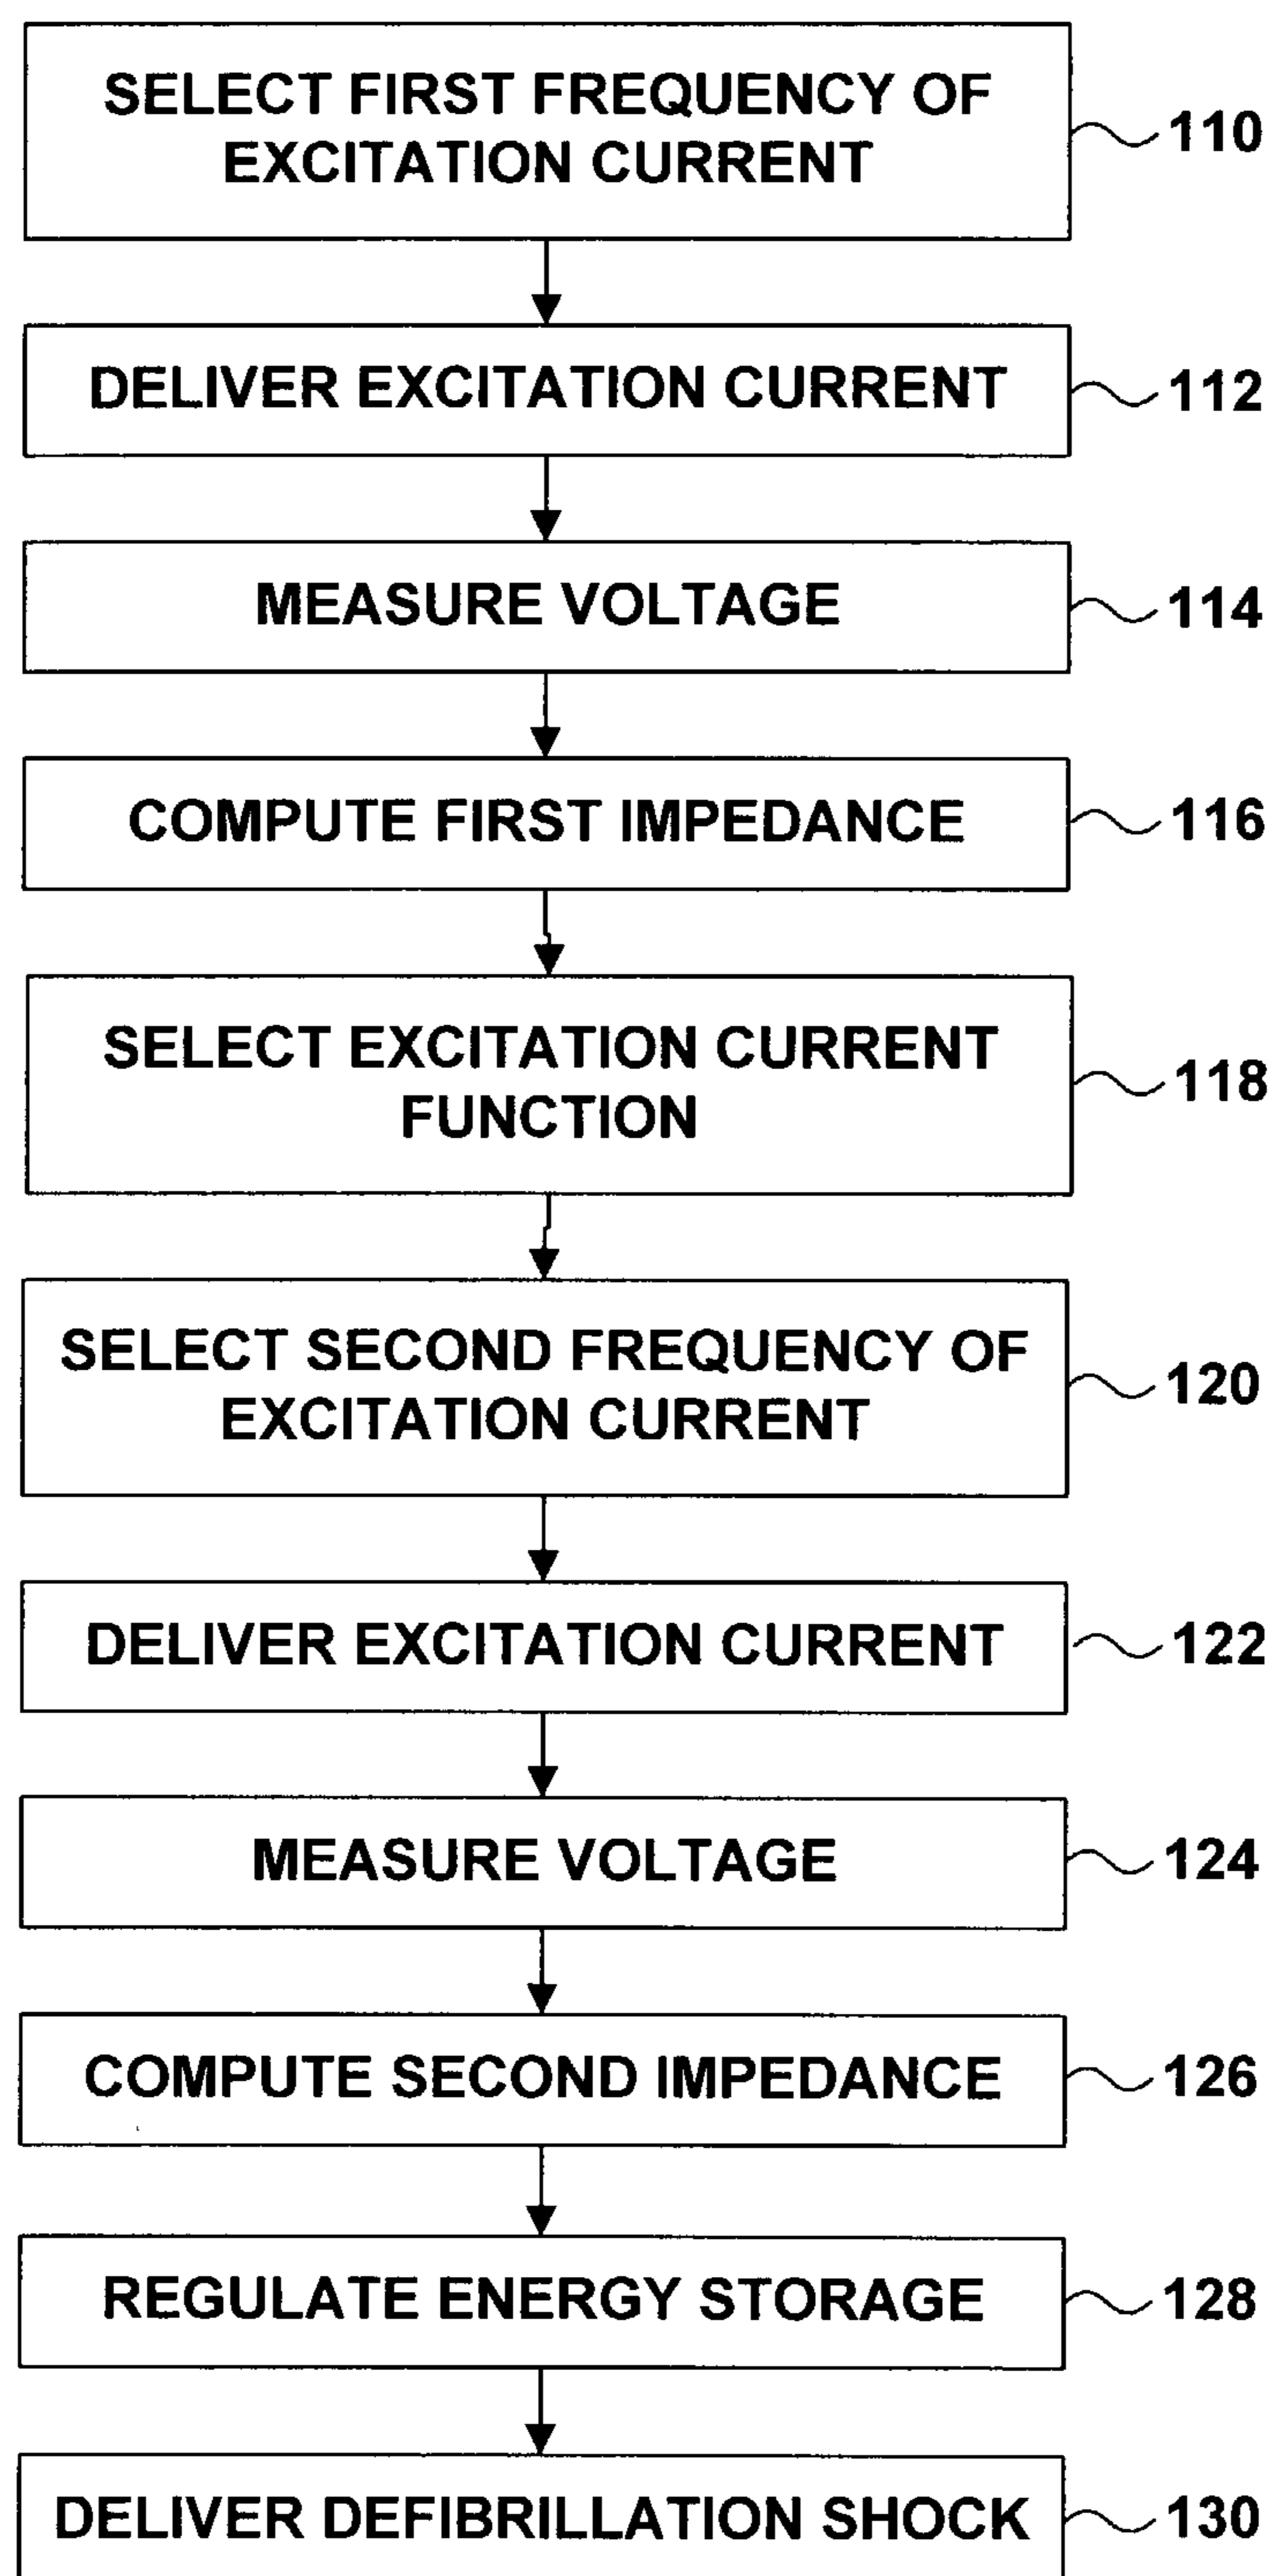 SELECT FIRST FREQUENCY OF
EXCITATION CURRENT
110
DELIVER EXCITATION CURRENT
112
MEASURE VOLTAGE
114
COMPUTE FIRST IMPEDANCE
116
SELECT EXCITATION CURRENT
FUNCTION
118
SELECT SECOND FREQUENCY OF
EXCITATION CURRENT
120
DELIVER EXCITATION CURRENT
122
MEASURE VOLTAGE
124
COMPUTE SECOND IMPEDANCE
126
REGULATE ENERGY STORAGE
128
DELIVER DEFIBRILLATION SHOCK
130